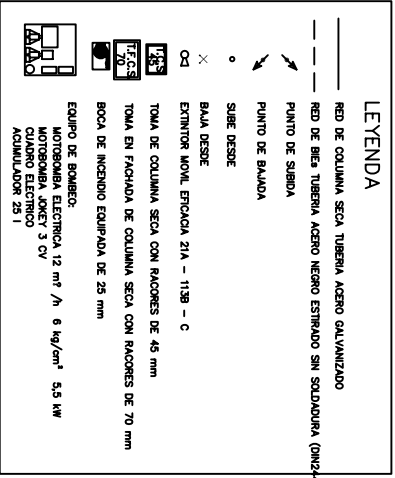 LEYENDA
RED DE COLUMNA SECA TUBERIA ACERO GALVANIZADO
RED DE BIEs TUBERIA ACERO NEGRO ESTIRADO SIN SOLDADURA (DIN24
PUNTO DE SUBIDA
PUNTO DE BAJADA
SUBE DESDE
BAJA DESDE
EXTINTOR MOVIL EFICACIA 21A - 113B - C
T.C.S 45 TOMA DE COLUMNA SECA CON RACORES DE 45 mm
T.F.C.S 70 TOMA EN FACHADA DE COLUMNA SECA CON RACORES DE 70 mm
BOCA DE INCENDIO EQUIPADA DE 25 mm
EQUIPO DE BOMBEO:
MOTOBOMBA ELECTRICA 12 m? /h 6 kg/cm² 5,5 kW
MOTOBOMBA JOKEY 3 CV
CUADRO ELECTRICO
ACUMULADOR 25 l